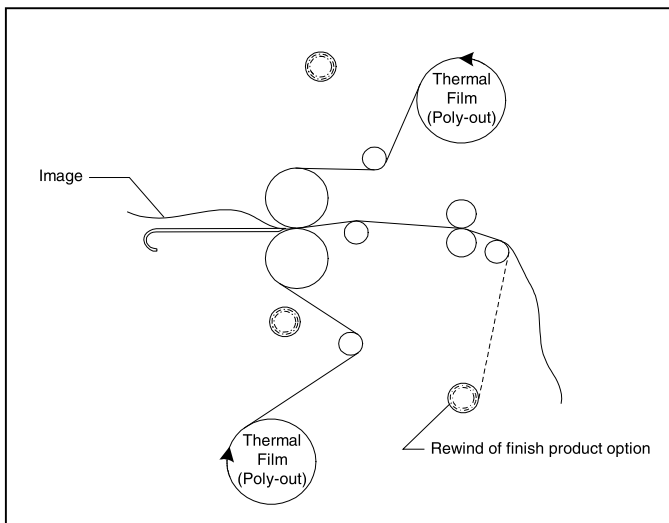 Thermal
Film
(Poly-out)
Image
Thermal
Film
(Poly-out)
Rewind of finish product option